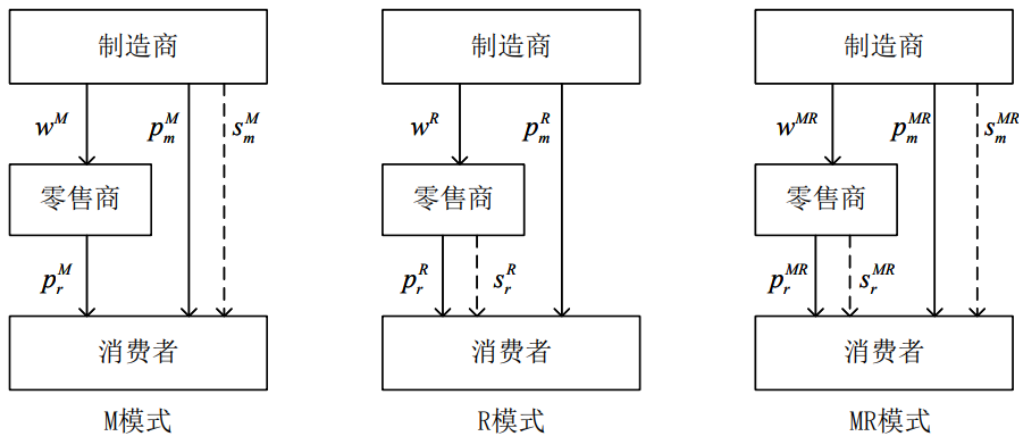 制造商 制造商 制造商
w^M p_m^M s_m^M w^R p_m^R w^{MR} p_m^{MR} s_m^{MR}
零售商 零售商 零售商
p_r^M p_r^R s_r^R p_r^{MR} s_r^{MR}
消费者 消费者 消费者
M模式 R模式 MR模式